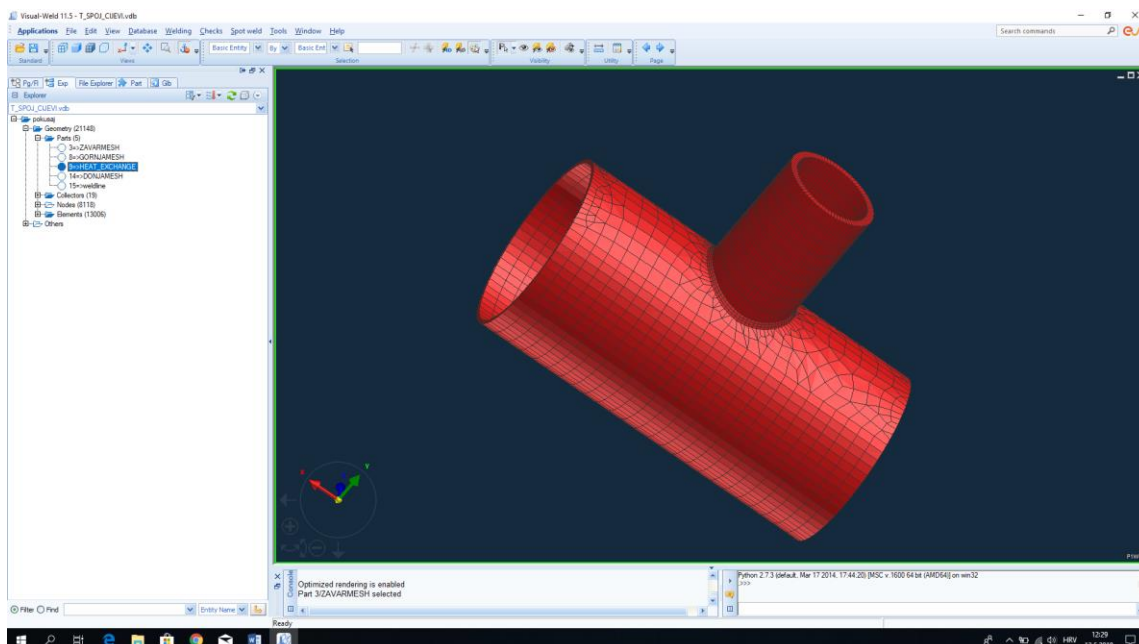 Visual-Weld 11.5 - T_SPOJ_CIJEVI.vdb
Applications File Edit View Database Welding Checks Spot weld Tools Window Help
Search commands
Basic Entity By Basic Ent
Standard Views Selection Visibility Utility Page
Pg/R Exp File Explorer Part Glb
Explorer
T_SPOJ_CIJEVI.vdb
pokusaj
Geometry (21148)
Parts (5)
3=>ZAVARMESH
8=>GORNJAMESH
9=>HEAT_EXCHANGE
14=>DONJAMESH
15=>weldline
Collectors (19)
Nodes (8118)
Elements (13006)
Others
X
Y
P1W
Console
Optimized rendering is enabled
Part 3/ZAVARMESH selected
Python 2.7.3 (default, Mar 17 2014, 17:44:20) [MSC v.1600 64 bit (AMD64)] on win32
>>>
Filter Find
Entity Name
Ready
HRV
12:29